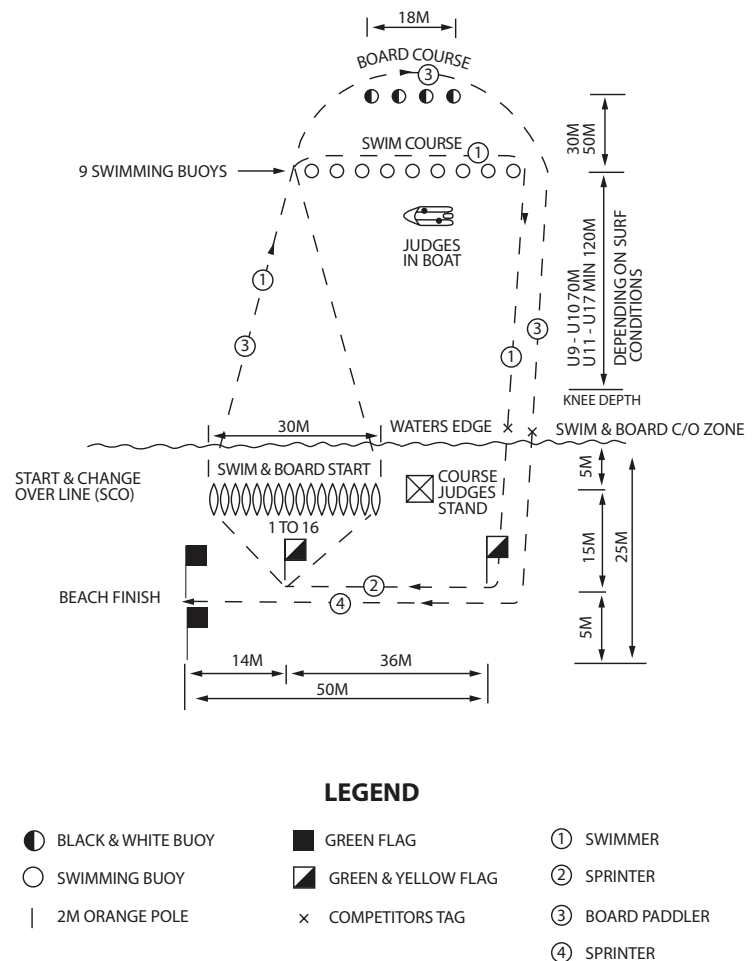 18M
BOARD COURSE
3
30M
50M
SWIM COURSE
1
9 SWIMMING BUOYS
JUDGES
IN BOAT
U9 - U10 70M
U11 - U17 MIN 120M
DEPENDING ON SURF
CONDITIONS
1
3
3
1
KNEE DEPTH
30M
WATERS EDGE
SWIM & BOARD C/O ZONE
START & CHANGE
OVER LINE (SCO)
SWIM & BOARD START
COURSE
JUDGES
STAND
5M
1 TO 16
15M
25M
2
BEACH FINISH
4
5M
14M
36M
50M
LEGEND
BLACK & WHITE BUOY
GREEN FLAG
1 SWIMMER
SWIMMING BUOY
GREEN & YELLOW FLAG
2 SPRINTER
2M ORANGE POLE
COMPETITORS TAG
3 BOARD PADDLER
4 SPRINTER